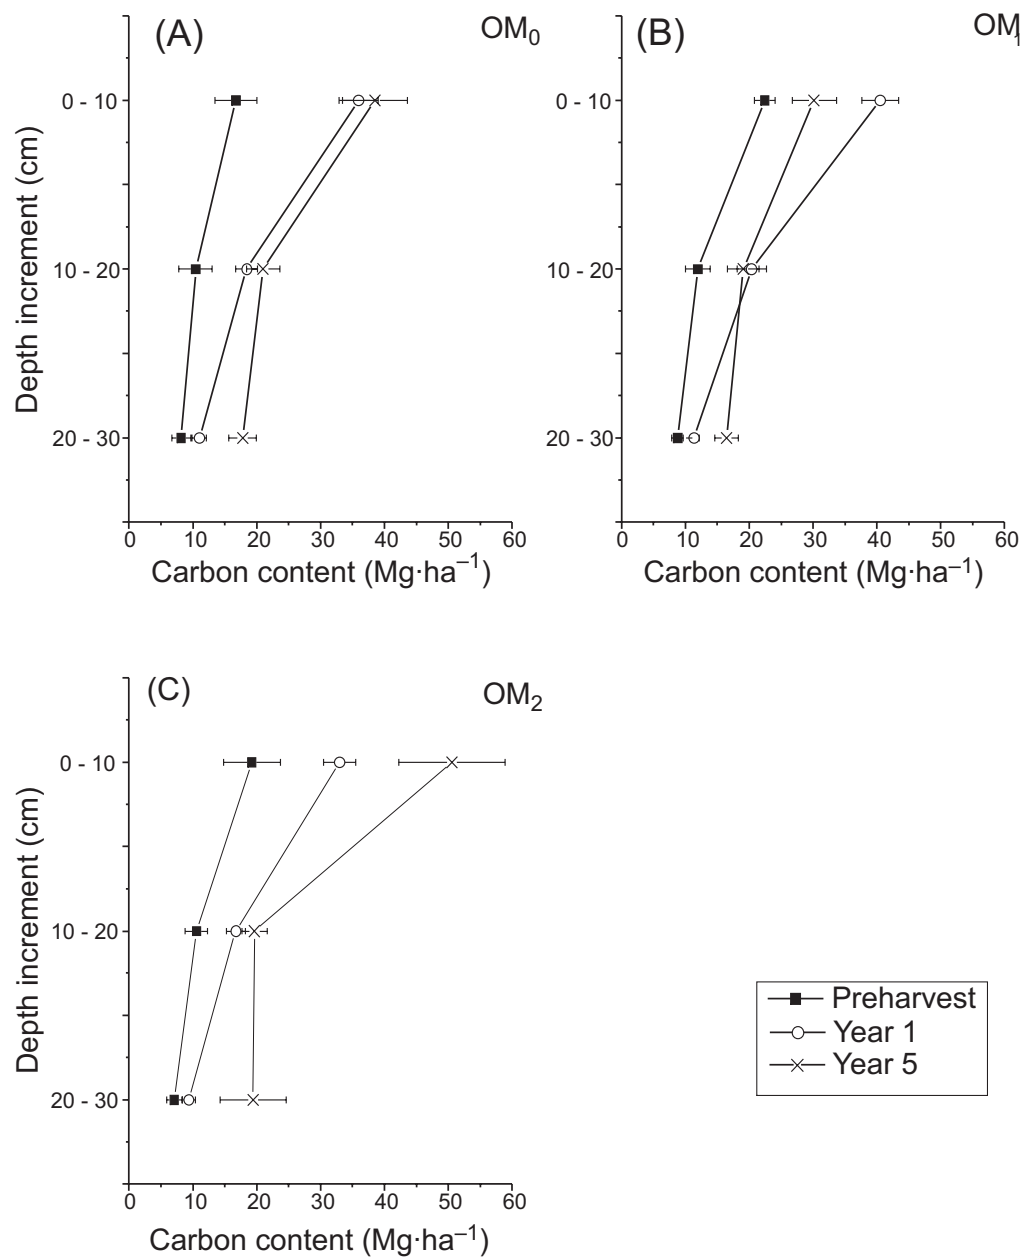 (A) OM0
0 - 10
10 - 20
20 - 30
Depth increment (cm)
0 10 20 30 40 50 60
Carbon content (Mg·ha–1)
(B) OM1
0 - 10
10 - 20
20 - 30
0 10 20 30 40 50 60
Carbon content (Mg·ha–1)
(C) OM2
0 - 10
10 - 20
20 - 30
Depth increment (cm)
0 10 20 30 40 50 60
Carbon content (Mg·ha–1)
Preharvest
Year 1
Year 5